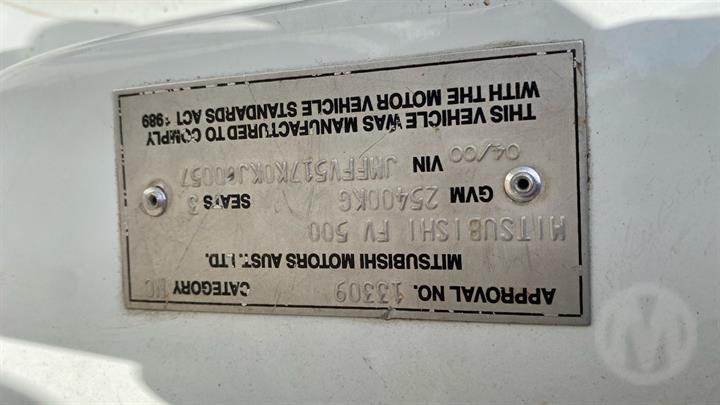 APPROVAL NO. 13309 CATEGORY NC
MITSUBISHI MOTORS AUST. LTD.
MITSUBISHI FV 500
GVM 25400KG SEATS 3
04/00 VIN JMFFV517K0KJ00057
THIS VEHICLE WAS MANUFACTURED TO COMPLY
WITH THE MOTOR VEHICLE STANDARDS ACT 1989
M